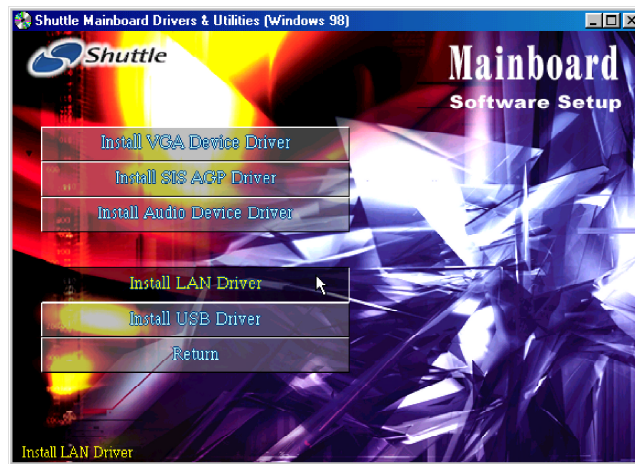 Shuttle Mainboard Drivers & Utilities (Windows 98)
Shuttle
Mainboard
Software Setup
Install VGA Device Driver
Install SIS AGP Driver
Install Audio Device Driver
Install LAN Driver
Install USB Driver
Return
Install LAN Driver